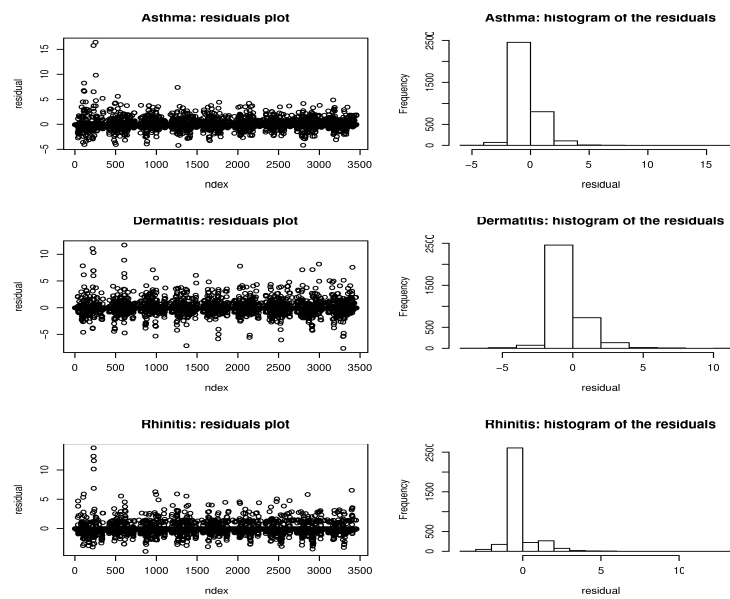 Asthma: residuals plot
Asthma: histogram of the residuals
residual
15
10
5
0
−5
0 500 1000 1500 2000 2500 3000 3500
ndex
Frequency
2500
1500
500
0
−5 0 5 10 15
residual
Dermatitis: residuals plot
Dermatitis: histogram of the residuals
residual
10
5
0
−5
0 500 1000 1500 2000 2500 3000 3500
ndex
Frequency
2500
1500
500
0
−5 0 5 10
residual
Rhinitis: residuals plot
Rhinitis: histogram of the residuals
residual
10
5
0
0 500 1000 1500 2000 2500 3000 3500
ndex
Frequency
2500
1500
500
0
0 5 10
residual